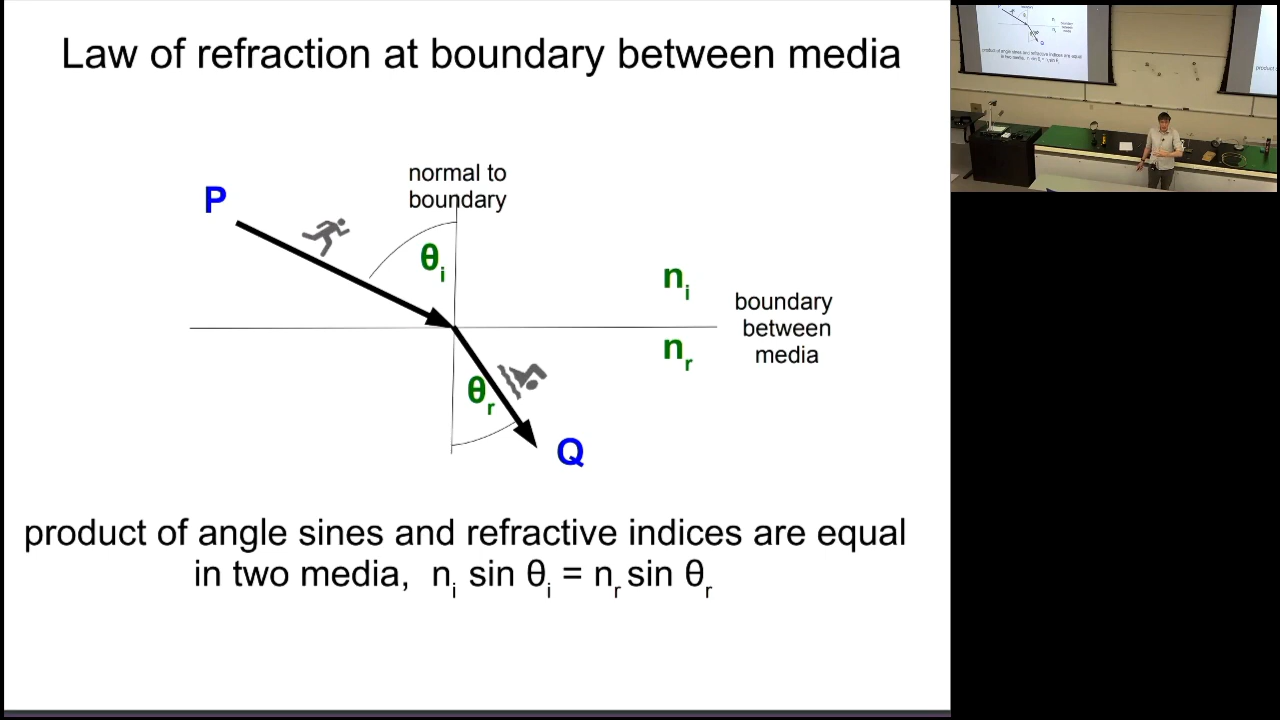 Law of refraction at boundary between media
normal to
boundary
P
θi
ni
boundary
between
media
nr
θr
Q
product of angle sines and refractive indices are equal
in two media, ni sin θi = nr sin θr